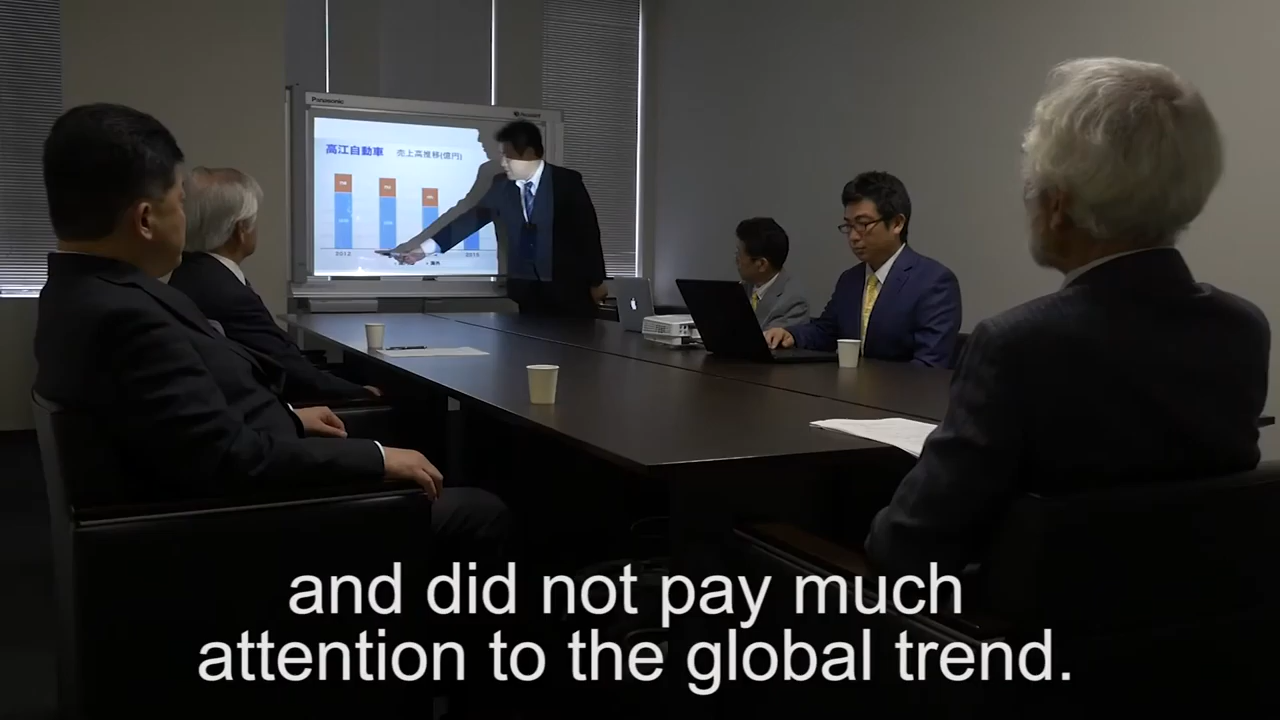 Panasonic
高江自動車 売上高推移(億円)
2012
2015
and did not pay much
attention to the global trend.